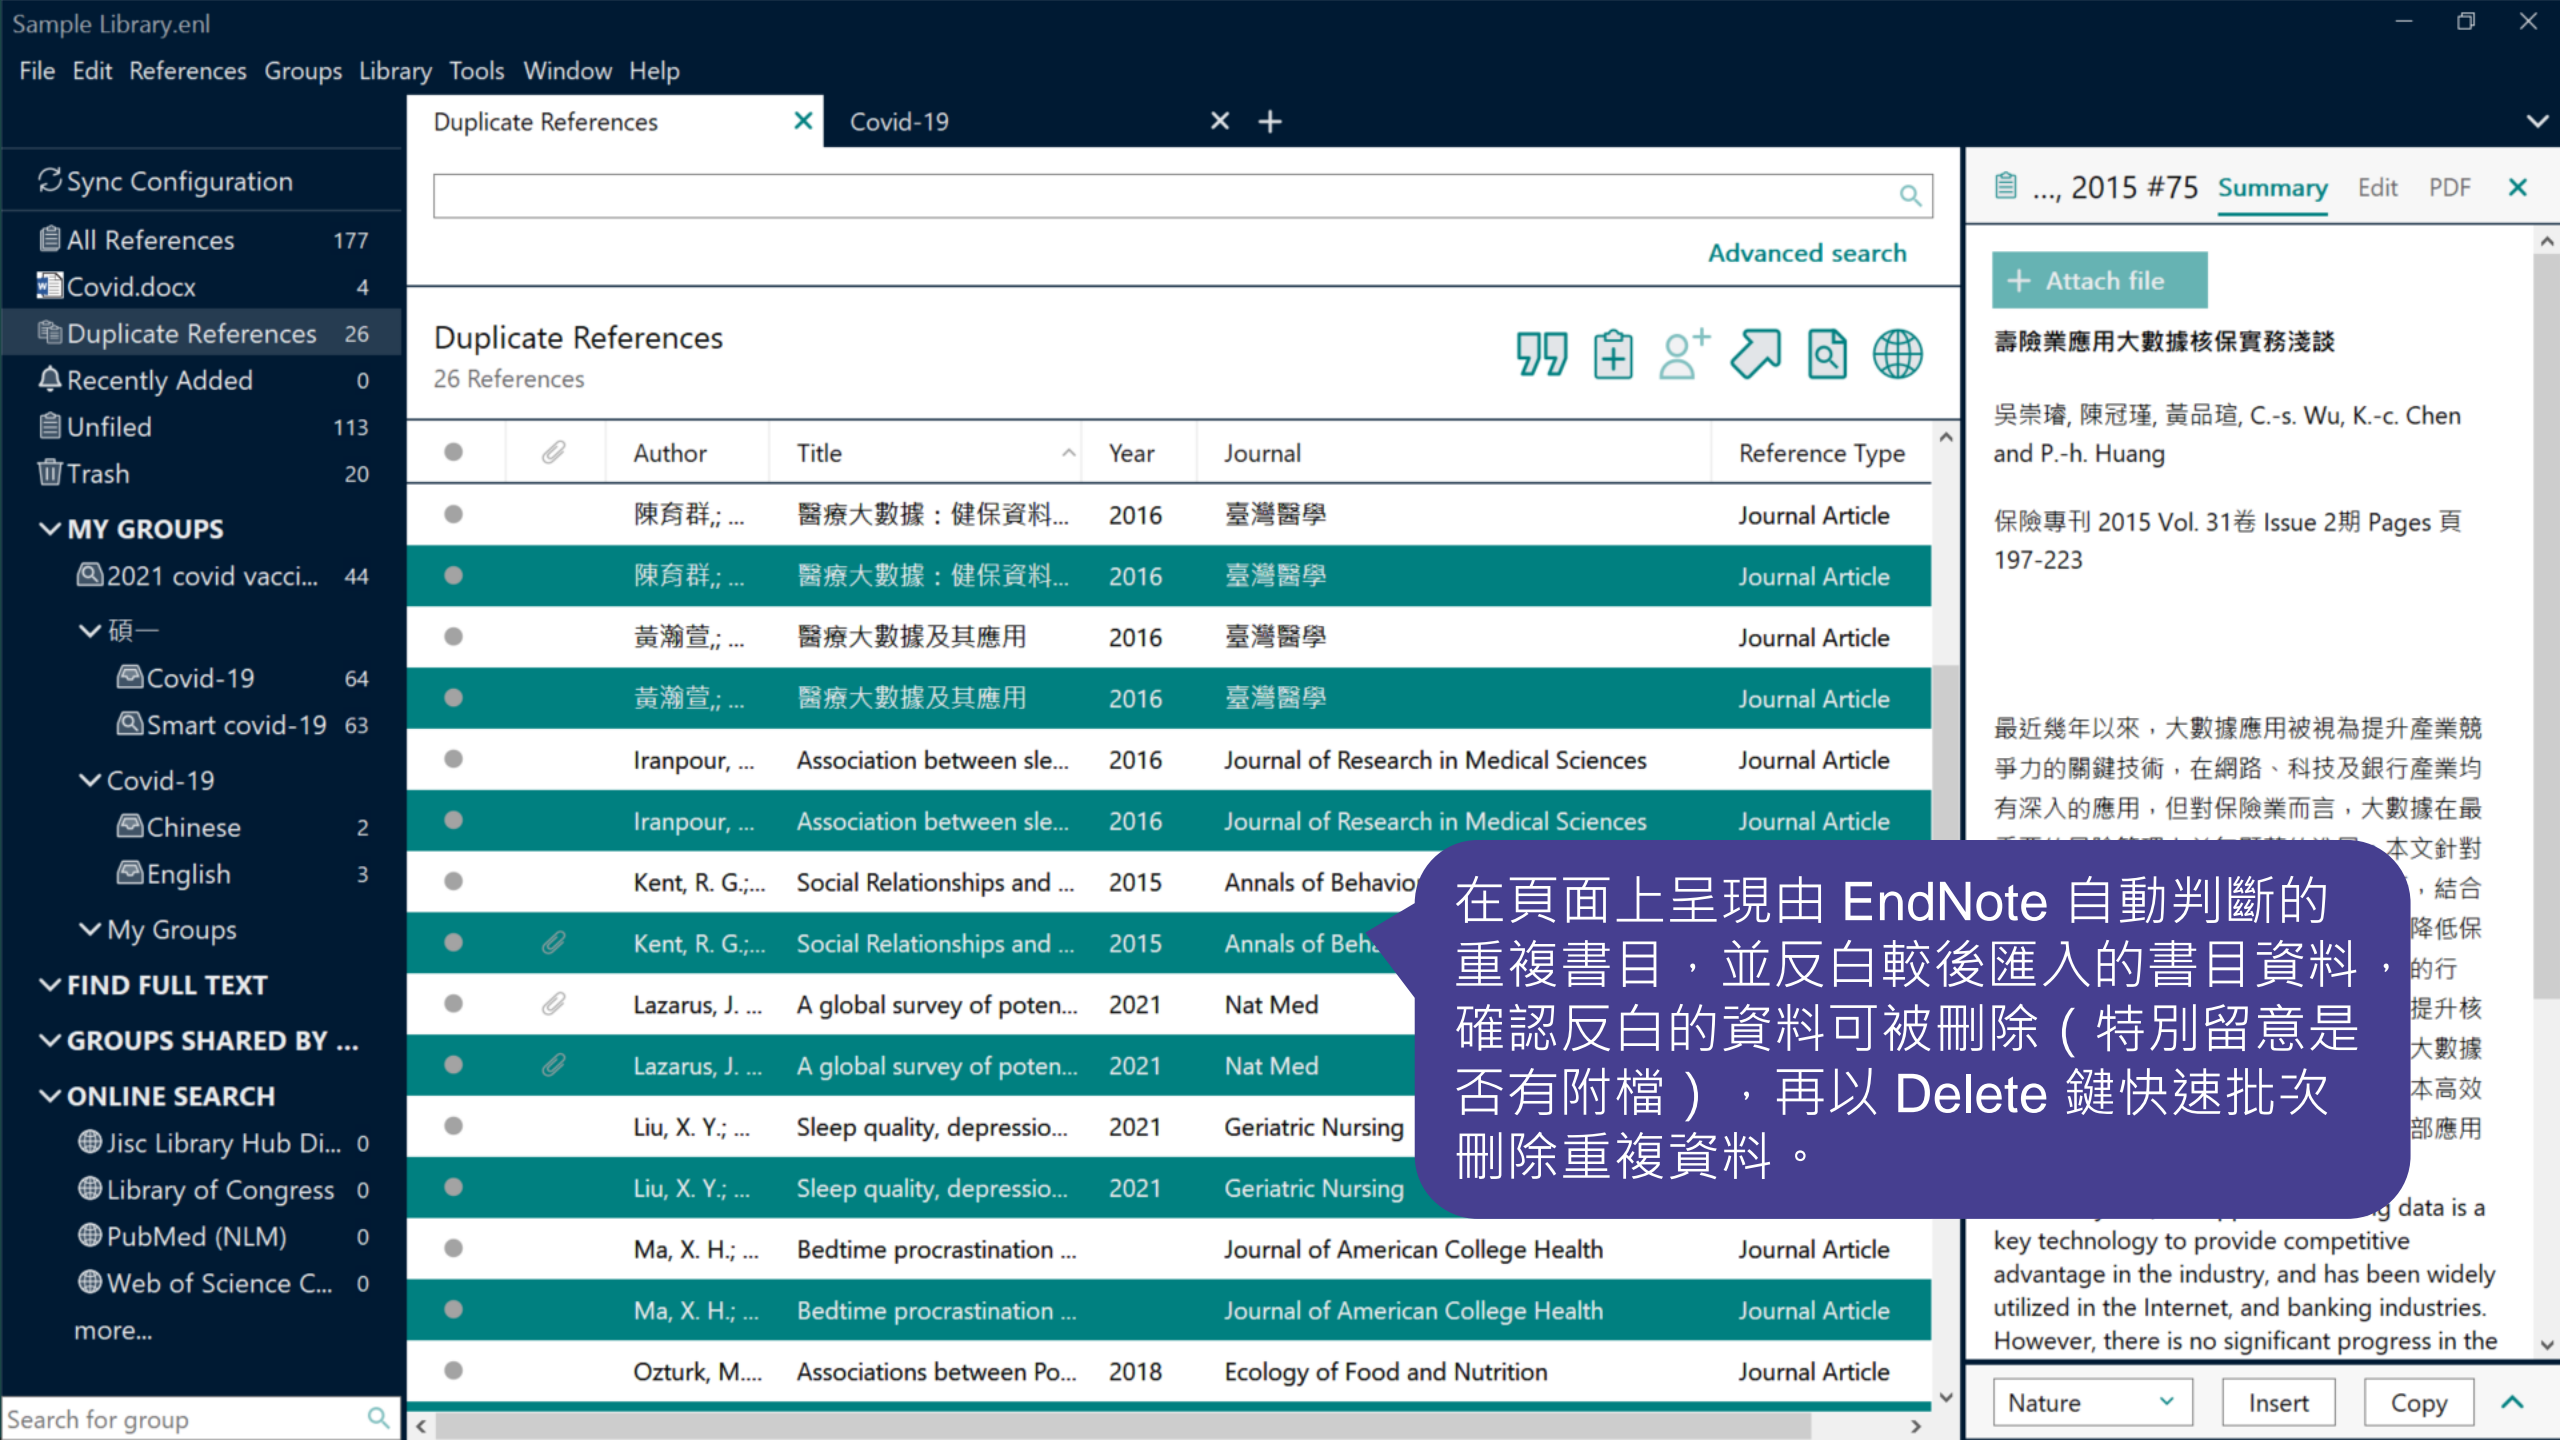 Sample Library.enl
File Edit References Groups Library Tools Window Help
Duplicate References
Covid-19
Sync Configuration
All References 177
Covid.docx 4
Duplicate References 26
Recently Added 0
Unfiled 113
Trash 20
MY GROUPS
2021 covid vacci... 44
碩一
Covid-19 64
Smart covid-19 63
Covid-19
Chinese 2
English 3
My Groups
FIND FULL TEXT
GROUPS SHARED BY ...
ONLINE SEARCH
Jisc Library Hub Di... 0
Library of Congress 0
PubMed (NLM) 0
Web of Science C... 0
more...
Search for group
Advanced search
Duplicate References
26 References
Author Title Year Journal Reference Type
陳育群,; ... 醫療大數據：健保資料... 2016 臺灣醫學 Journal Article
陳育群,; ... 醫療大數據：健保資料... 2016 臺灣醫學 Journal Article
黃瀚萱,; ... 醫療大數據及其應用 2016 臺灣醫學 Journal Article
黃瀚萱,; ... 醫療大數據及其應用 2016 臺灣醫學 Journal Article
Iranpour, ... Association between sle... 2016 Journal of Research in Medical Sciences Journal Article
Iranpour, ... Association between sle... 2016 Journal of Research in Medical Sciences Journal Article
Kent, R. G.;... Social Relationships and ... 2015 Annals of Behavio
Kent, R. G.;... Social Relationships and ... 2015 Annals of Beha
Lazarus, J. ... A global survey of poten... 2021 Nat Med
Lazarus, J. ... A global survey of poten... 2021 Nat Med
Liu, X. Y.; ... Sleep quality, depressio... 2021 Geriatric Nursing
Liu, X. Y.; ... Sleep quality, depressio... 2021 Geriatric Nursing
Ma, X. H.; ... Bedtime procrastination ... Journal of American College Health Journal Article
Ma, X. H.; ... Bedtime procrastination ... Journal of American College Health Journal Article
Ozturk, M.... Associations between Po... 2018 Ecology of Food and Nutrition Journal Article
在頁面上呈現由 EndNote 自動判斷的
重複書目，並反白較後匯入的書目資料，
確認反白的資料可被刪除（特別留意是
否有附檔），再以 Delete 鍵快速批次
刪除重複資料。
..., 2015 #75 Summary Edit PDF
+ Attach file
壽險業應用大數據核保實務淺談
吳崇璿, 陳冠瑾, 黃品瑄, C.-s. Wu, K.-c. Chen
and P.-h. Huang
保險專刊 2015 Vol. 31卷 Issue 2期 Pages 頁
197-223
最近幾年以來，大數據應用被視為提升產業競
爭力的關鍵技術，在網路、科技及銀行產業均
有深入的應用，但對保險業而言，大數據在最
本文針對
，結合
降低保
的行
提升核
大數據
本高效
部應用
data is a
key technology to provide competitive
advantage in the industry, and has been widely
utilized in the Internet, and banking industries.
However, there is no significant progress in the
Nature Insert Copy